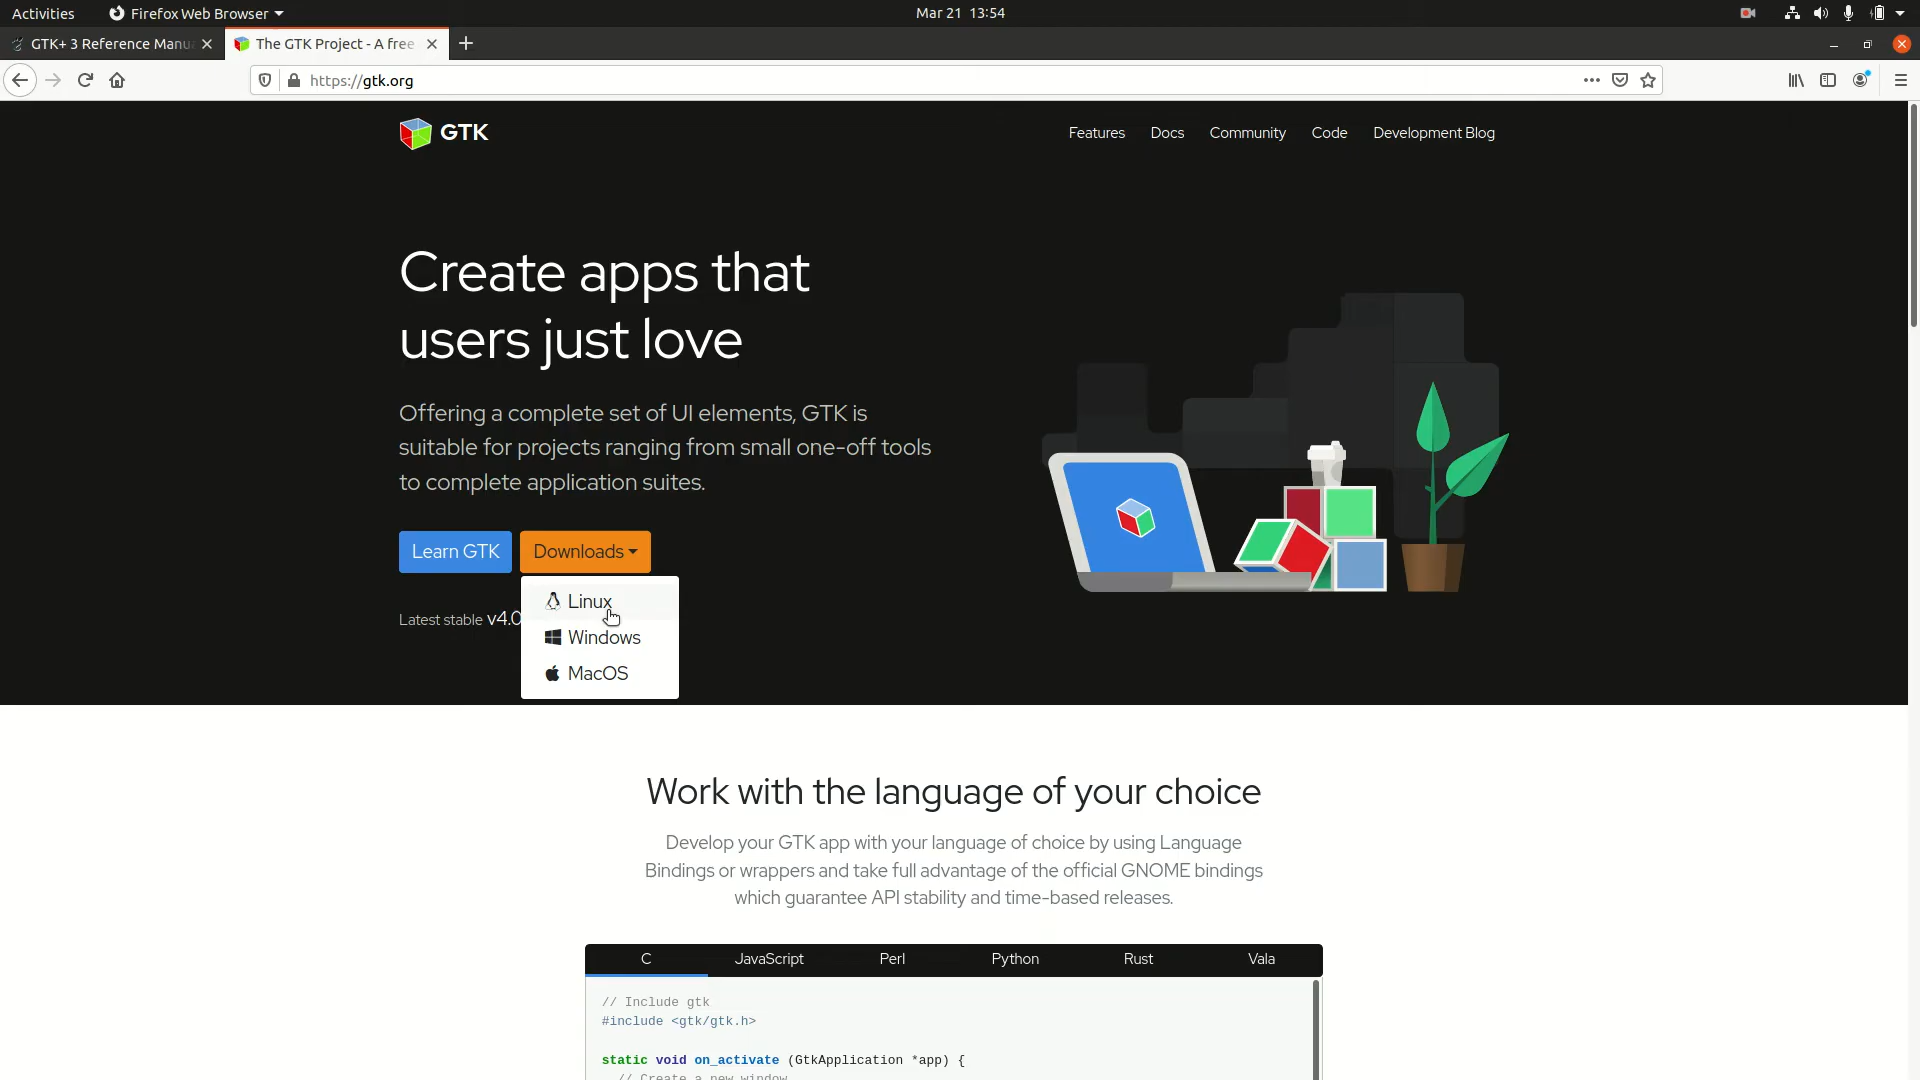 Activities
Firefox Web Browser
Mar 21 13:54
GTK+ 3 Reference Manu
The GTK Project - A free
https://gtk.org
GTK
Features
Docs
Community
Code
Development Blog
Create apps that
users just love
Offering a complete set of UI elements, GTK is
suitable for projects ranging from small one-off tools
to complete application suites.
Learn GTK
Downloads
Linux
Latest stable v4.0
Windows
MacOS
Work with the language of your choice
Develop your GTK app with your language of choice by using Language
Bindings or wrappers and take full advantage of the official GNOME bindings
which guarantee API stability and time-based releases.
C
JavaScript
Perl
Python
Rust
Vala
// Include gtk
#include <gtk/gtk.h>
static void on_activate (GtkApplication *app) {
// Create a new window